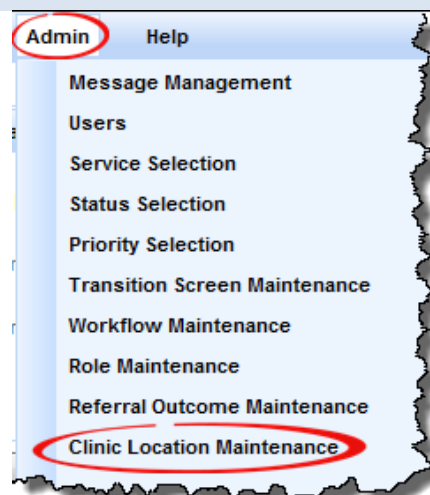 Admin Help
Message Management
Users
Service Selection
Status Selection
Priority Selection
Transition Screen Maintenance
Workflow Maintenance
Role Maintenance
Referral Outcome Maintenance
Clinic Location Maintenance